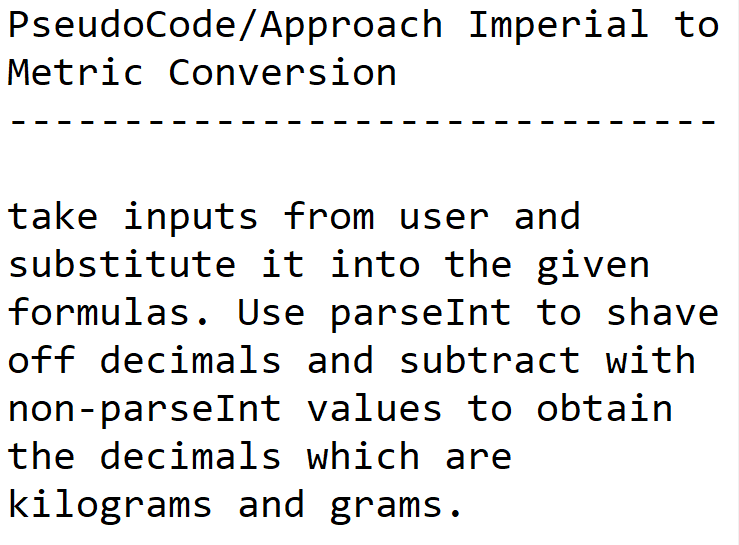 PseudoCode/Approach Imperial to
Metric Conversion
-------------------------------
take inputs from user and
substitute it into the given
formulas. Use parseInt to shave
off decimals and subtract with
non-parseInt values to obtain
the decimals which are
kilograms and grams.